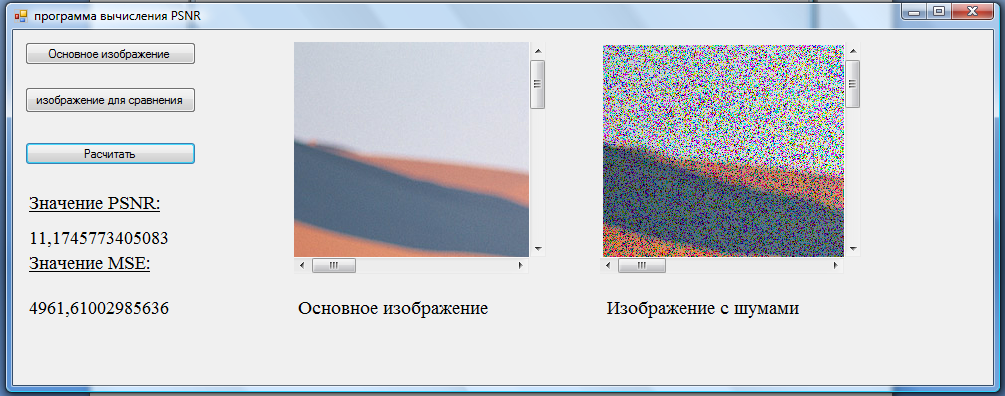 программа вычисления PSNR
Основное изображение
изображение для сравнения
Расчитать
Значение PSNR:
11,1745773405083
Значение MSE:
4961,61002985636
Основное изображение
Изображение с шумами